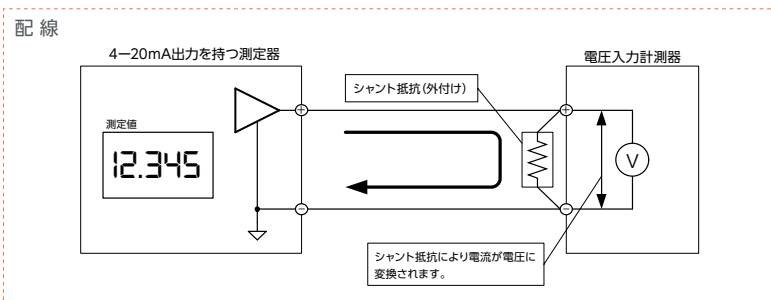 配 線
4ー20mA出力を持つ測定器
電圧入力計測器
シャント抵抗(外付け)
測定値
12.345
V
シャント抵抗により電流が電圧に
変換されます。